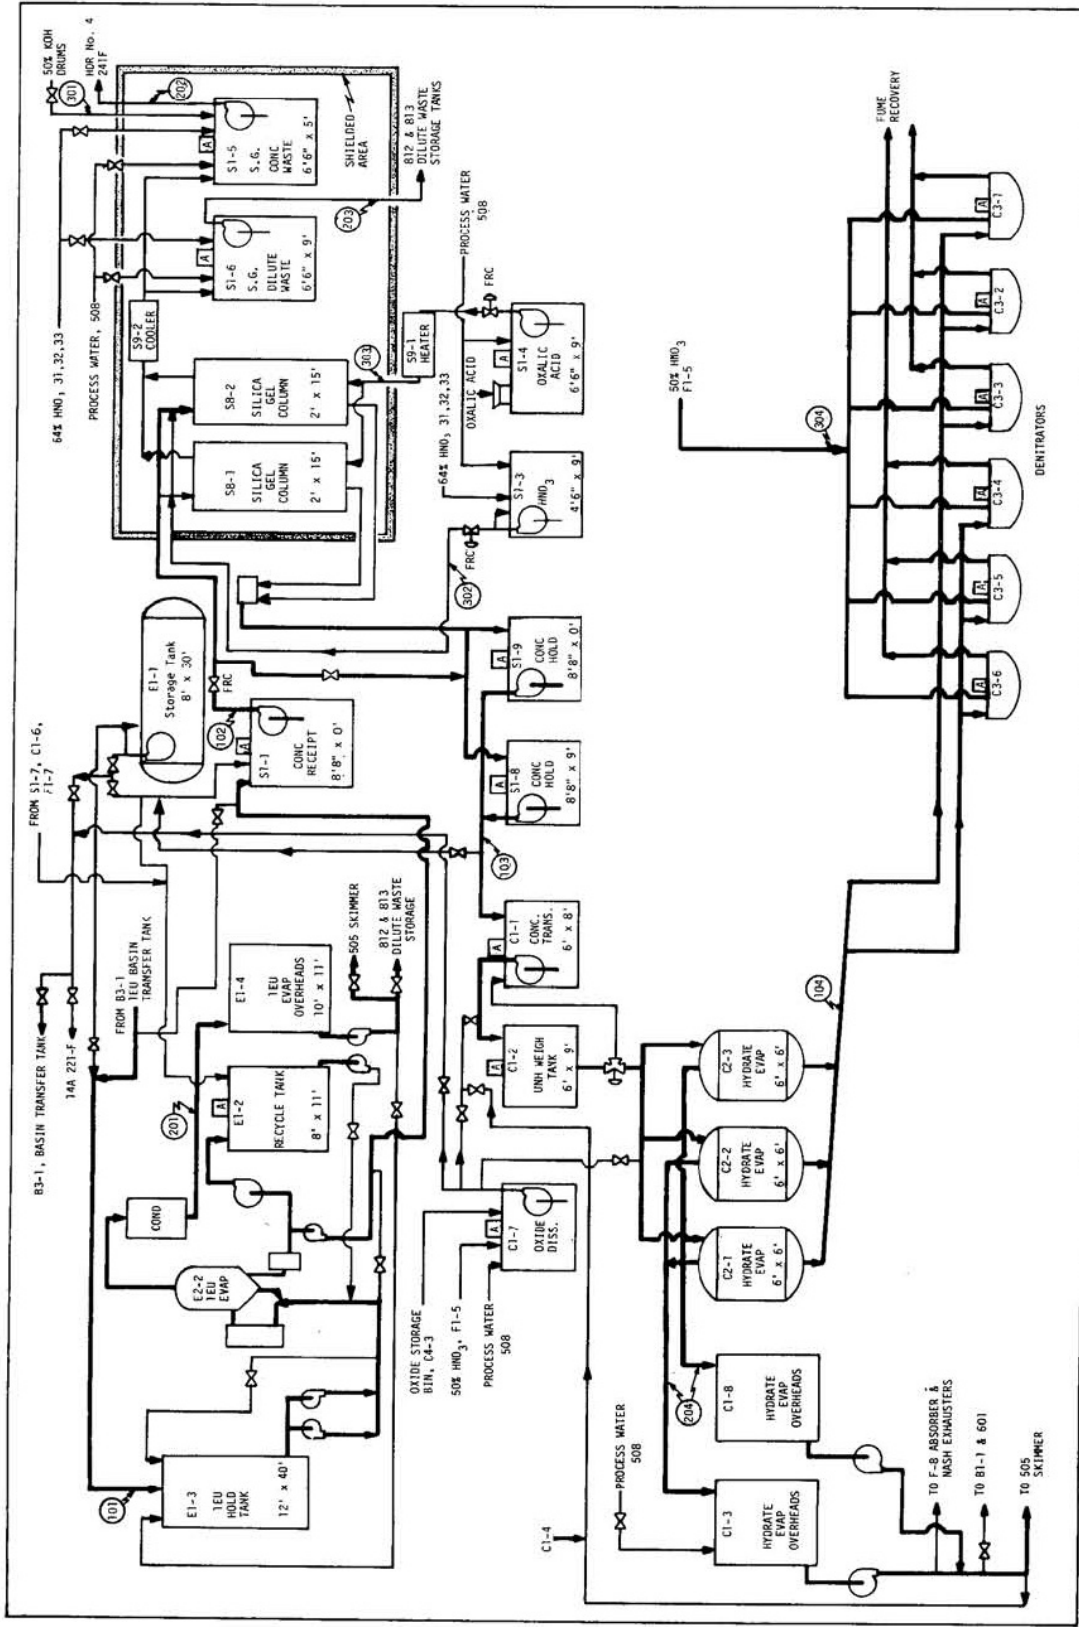 B3-1, BASIN TRANSFER TANK
14A 221-F
FROM B3-1
1EU BASIN
TRANSFER TANK
FROM S1-7, C1-6,
F1-7
101
E1-3
1EU
HOLD
TANK
12' x 40'
E2-2
1EU
EVAP
COND
201
E1-2
RECYCLE TANK
8' x 11'
A
E1-4
1EU
EVAP
OVERHEADS
10' x 11'
505 SKIMMER
812 & 813
DILUTE WASTE
STORAGE
E1-1
Storage Tank
8' x 30'
102
FRC
A
S1-1
CONC
RECEIPT
8'8" x 0'
64% HNO3 31,32,33
PROCESS WATER, 508
50% KOH
DRUMS
301
HDR No. 4
241F
202
S9-2
COOLER
S8-1
SILICA
GEL
COLUMN
2' x 15'
S8-2
SILICA
GEL
COLUMN
2' x 15'
A
S1-6
S.G.
DILUTE
WASTE
6'6" x 9'
A
S1-5
S.G.
CONC
WASTE
6'6" x 5'
SHIELDED
AREA
203
812 & 813
DILUTE WASTE
STORAGE TANKS
303
S9-1
HEATER
PROCESS WATER
508
FRC
OXALIC ACID
A
S1-4
OXALIC
ACID
6'6" x 9'
64% HNO3 31,32,33
S1-3
HNO3
4'6" x 9'
FRC
302
A
S1-9
CONC
HOLD
8'8" x 0'
A
S1-8
CONC
HOLD
8'8" x 9'
103
A
C1-1
CONC.
TRANS.
6' x 8'
A
C1-2
UNH WEIGH
TANK
6' x 9'
OXIDE STORAGE
BIN, C4-3
50% HNO3, F1-5
PROCESS WATER
508
A
C1-7
OXIDE
DISS.
C2-1
HYDRATE
EVAP
6' x 6'
C2-2
HYDRATE
EVAP
6' x 6'
C2-3
HYDRATE
EVAP
6' x 6'
104
204
C1-4
PROCESS WATER
508
C1-3
HYDRATE
EVAP
OVERHEADS
C1-8
HYDRATE
EVAP
OVERHEADS
TO F-8 ABSORBER &
NASH EXHAUSTERS
TO B1-1 & 601
TO 505
SKIMMER
50% HNO3
F1-5
304
FUME
RECOVERY
A
C3-6
A
C3-5
A
C3-4
A
C3-3
A
C3-2
A
C3-1
DENITRATORS